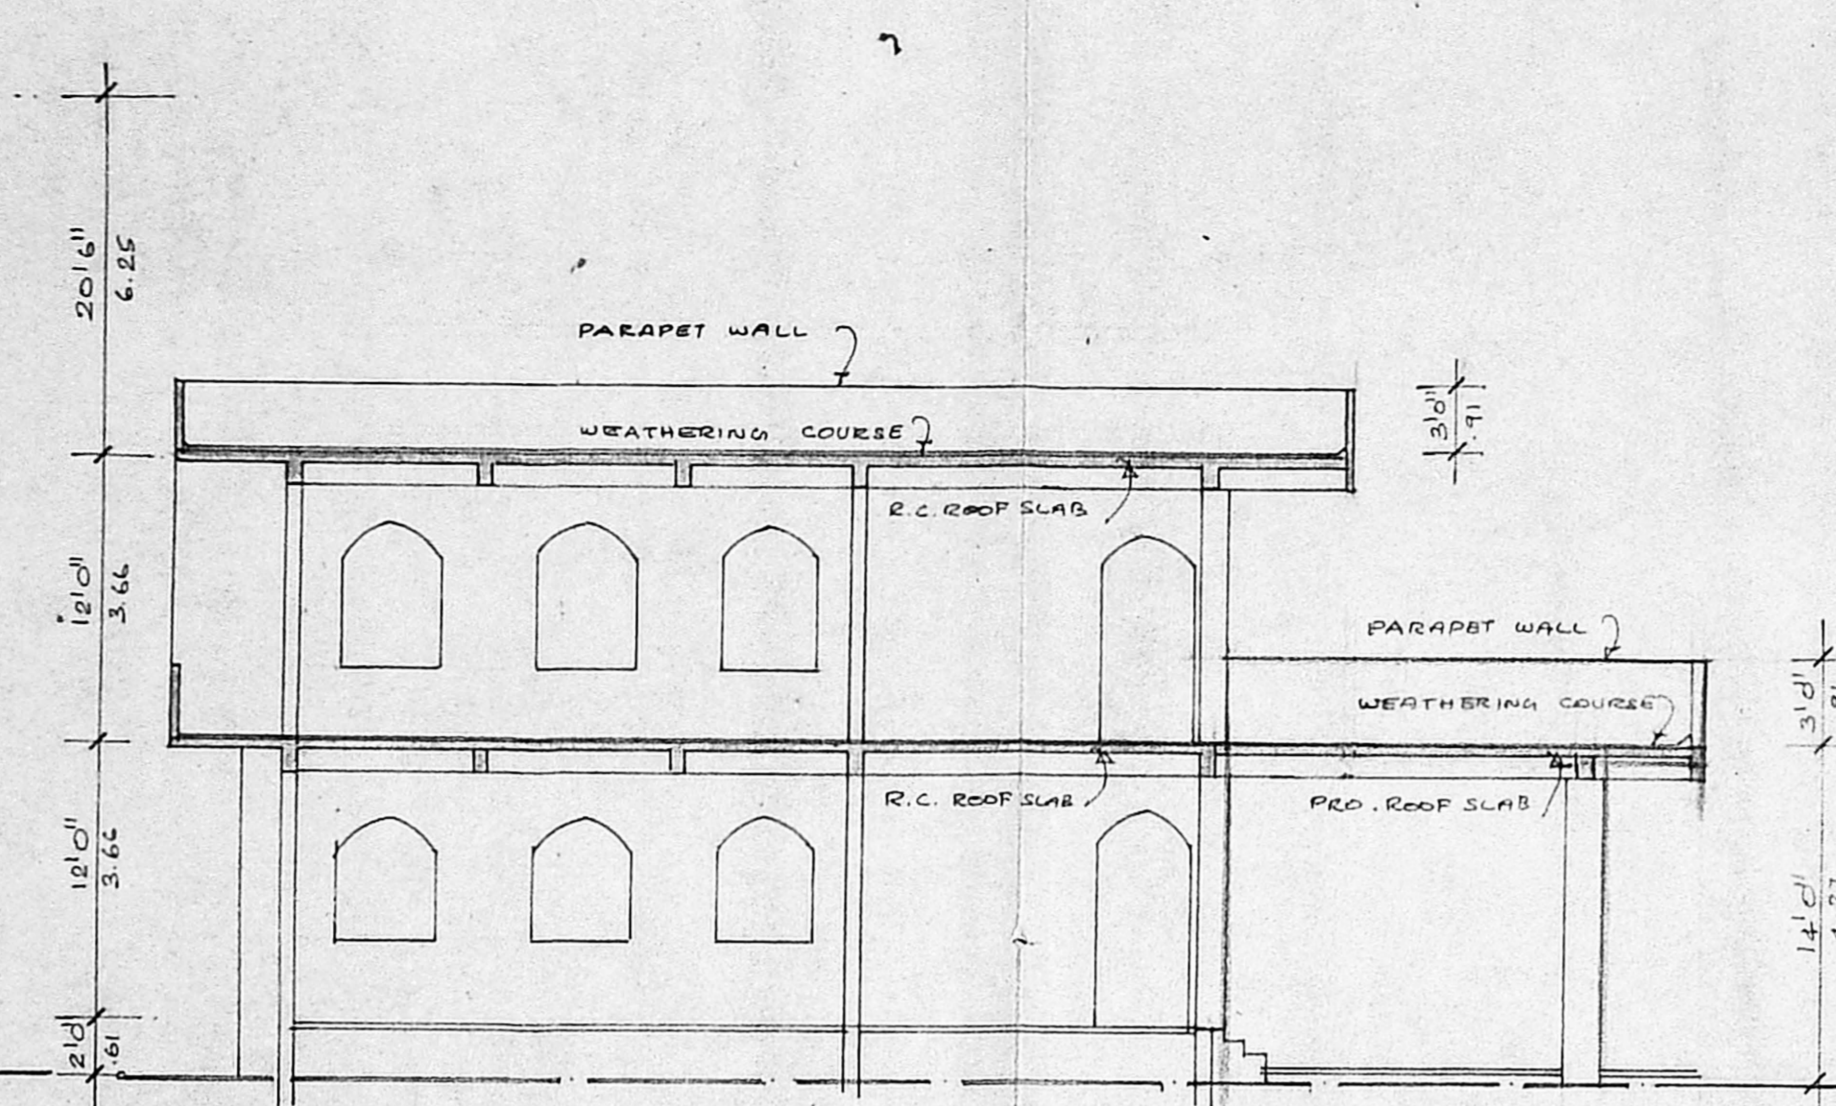 20'6"
6.25
PARAPET WALL
WEATHERING COURSE
3'0"
.91
R.C. ROOF SLAB
12'0"
3.66
PARAPET WALL
WEATHERING COURSE
3'0"
R.C. ROOF SLAB
PRO. ROOF SLAB
12'0"
3.66
14'0"
2'0"
.61